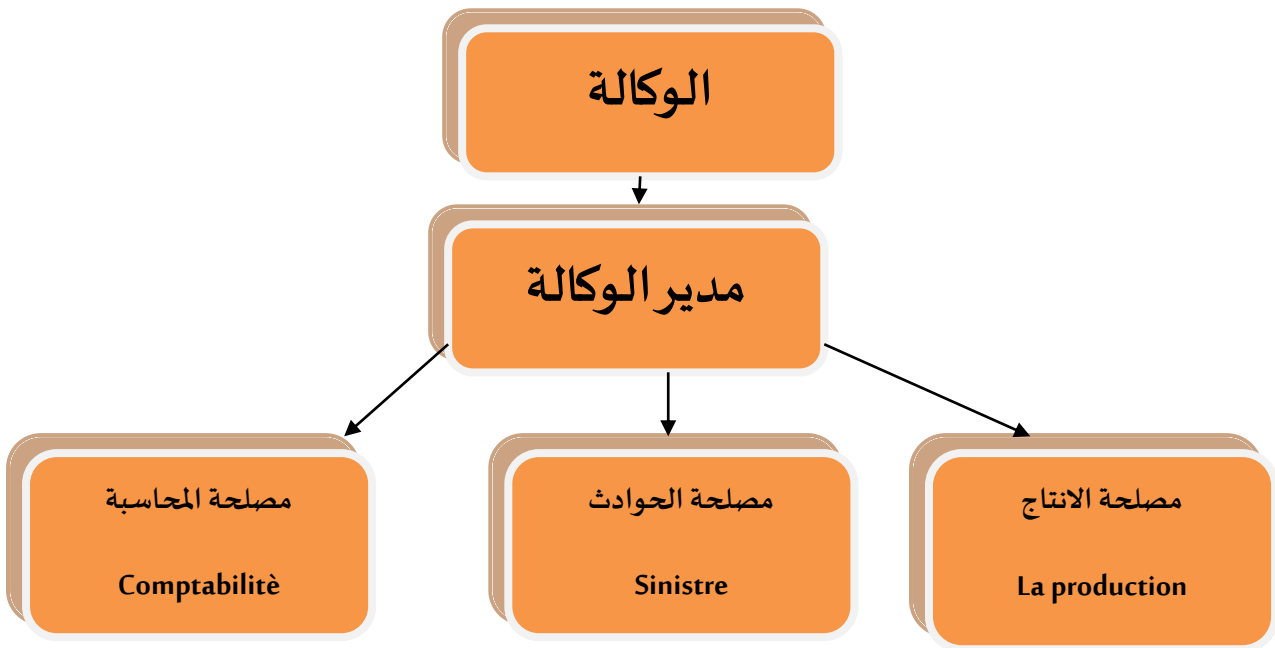 الوكالة
مدير الوكالة
مصلحة الانتاج
La production
مصلحة الحوادث
Sinistre
مصلحة المحاسبة
Comptabilitè